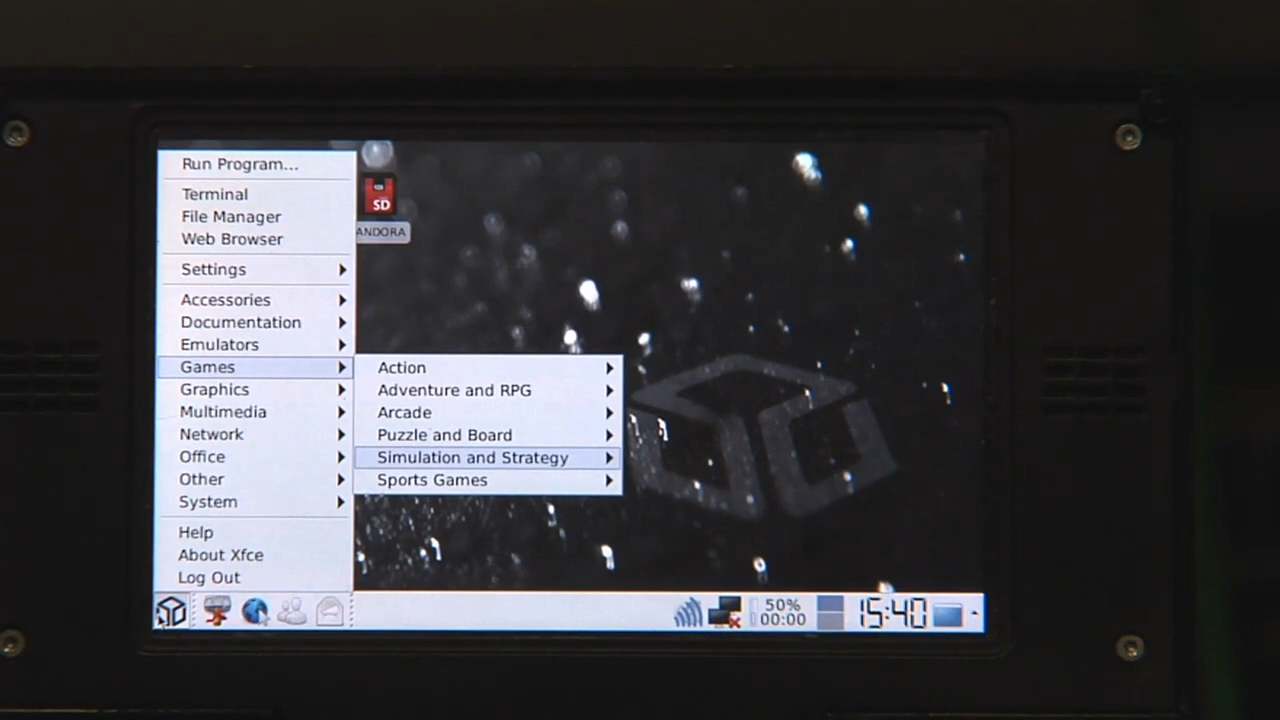 Run Program...
Terminal
File Manager
Web Browser
Settings
Accessories
Documentation
Emulators
Games
Graphics
Multimedia
Network
Office
Other
System
Help
About Xfce
Log Out
Action
Adventure and RPG
Arcade
Puzzle and Board
Simulation and Strategy
Sports Games
SD
ANDORA
50%
00:00
15:40